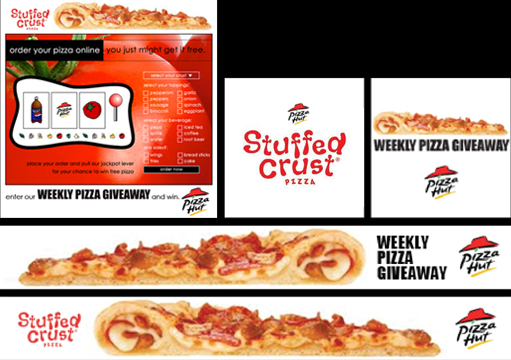 Stuffed
Crust
PIZZA
order your pizza online - you just might get it free.
select your crust ▼
select your toppings:
pepperoni
garlic
peppers
onion
sausage
spinach
broccoli
eggplant
select your beverage:
pepsi
iced tea
sprite
coffee
water
root beer
wings
bread sticks
fries
cake
place your order and pull our jackpot lever
for your chance to win free pizza
order now
enter our WEEKLY PIZZA GIVEAWAY and win.
Pizza
Hut
Pizza
Hut
Stuffed
Crust®
PIZZA
WEEKLY PIZZA GIVEAWAY
Pizza
Hut
WEEKLY
PIZZA
GIVEAWAY
Pizza
Hut
Stuffed
Crust
PIZZA
Pizza
Hut